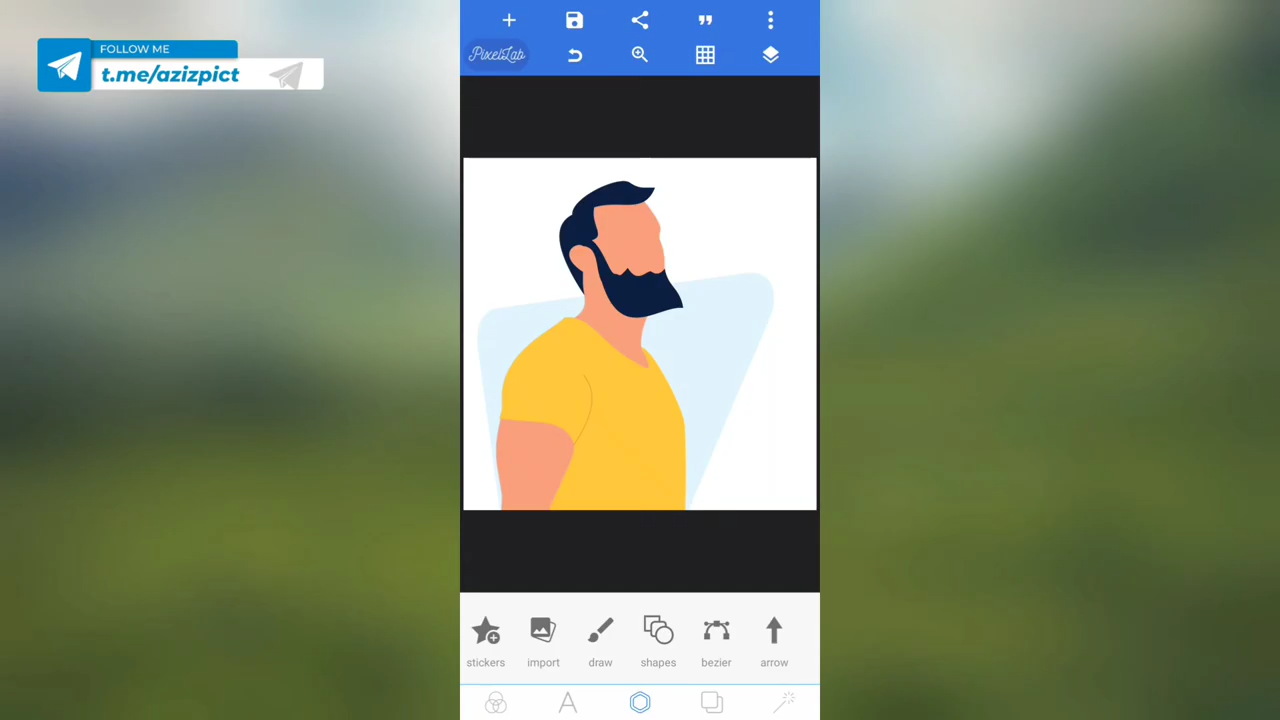 FOLLOW ME
t.me/azizpict
PixelLab
stickers
import
draw
shapes
bezier
arrow